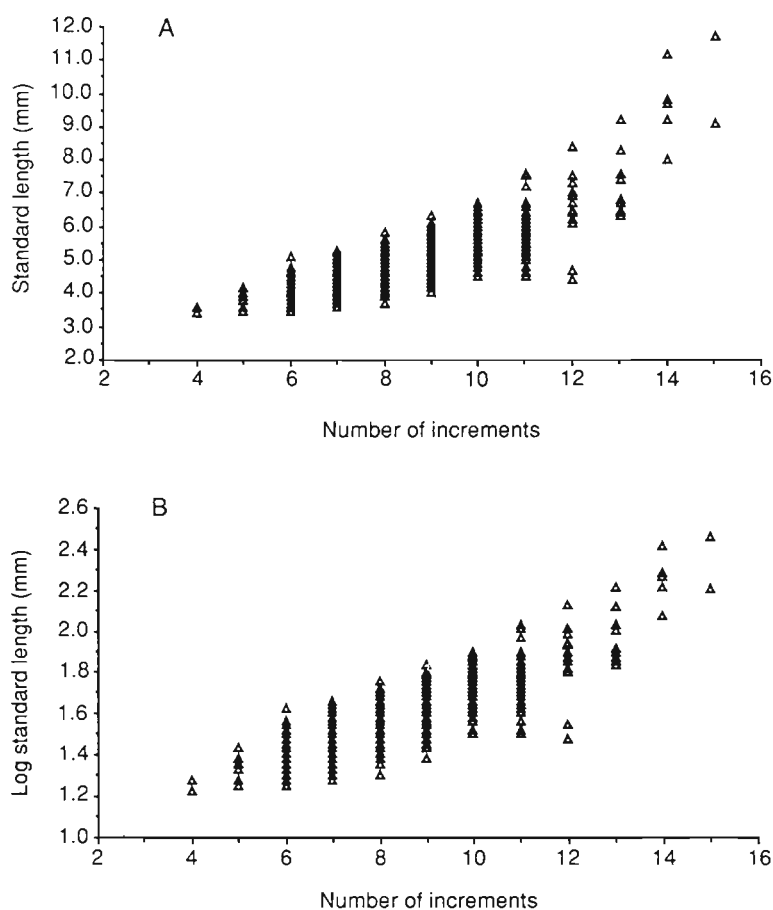 A
12.0
11.0
10.0
9.0
8.0
7.0
6.0
5.0
4.0
3.0
2.0
Standard length (mm)
2 4 6 8 10 12 14 16
Number of increments
B
2.6
2.4
2.2
2.0
1.8
1.6
1.4
1.2
1.0
Log standard length (mm)
2 4 6 8 10 12 14 16
Number of increments